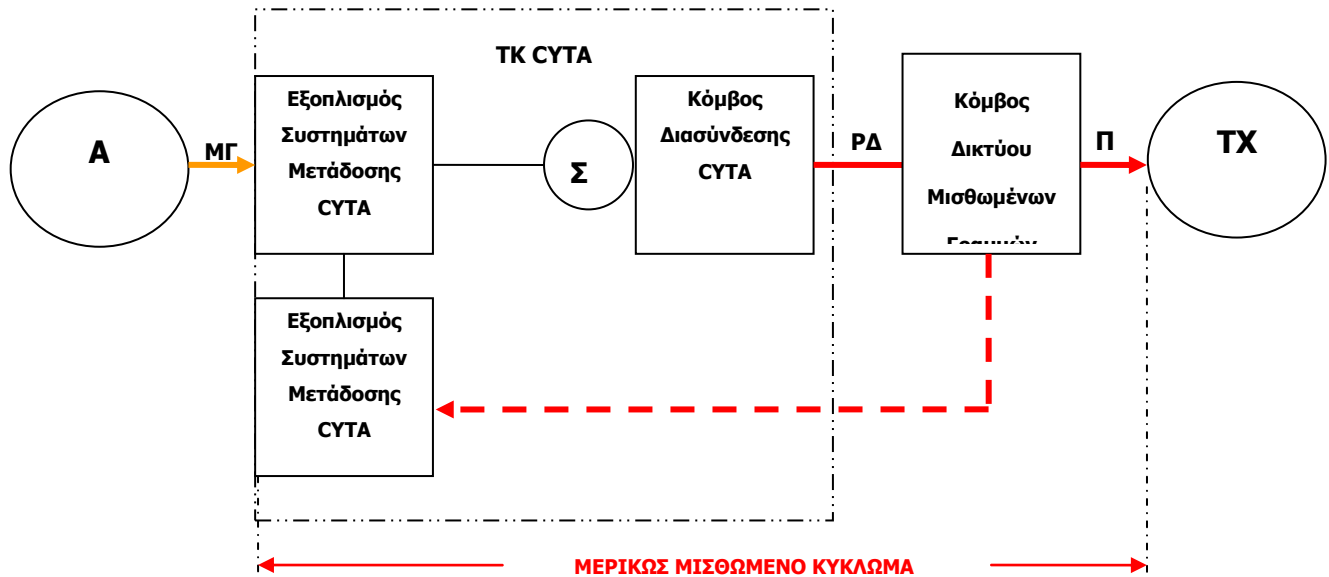 ΤΚ CYTA
Α
ΜΓ
Εξοπλισμός
Συστημάτων
Μετάδοσης
CYTA
Σ
Κόμβος
Διασύνδεσης
CYTA
ΡΔ
Κόμβος
Δικτύου
Μισθωμένων
Π
ΤΧ
Εξοπλισμός
Συστημάτων
Μετάδοσης
CYTA
ΜΕΡΙΚΩΣ ΜΙΣΘΩΜΕΝΟ ΚΥΚΛΩΜΑ